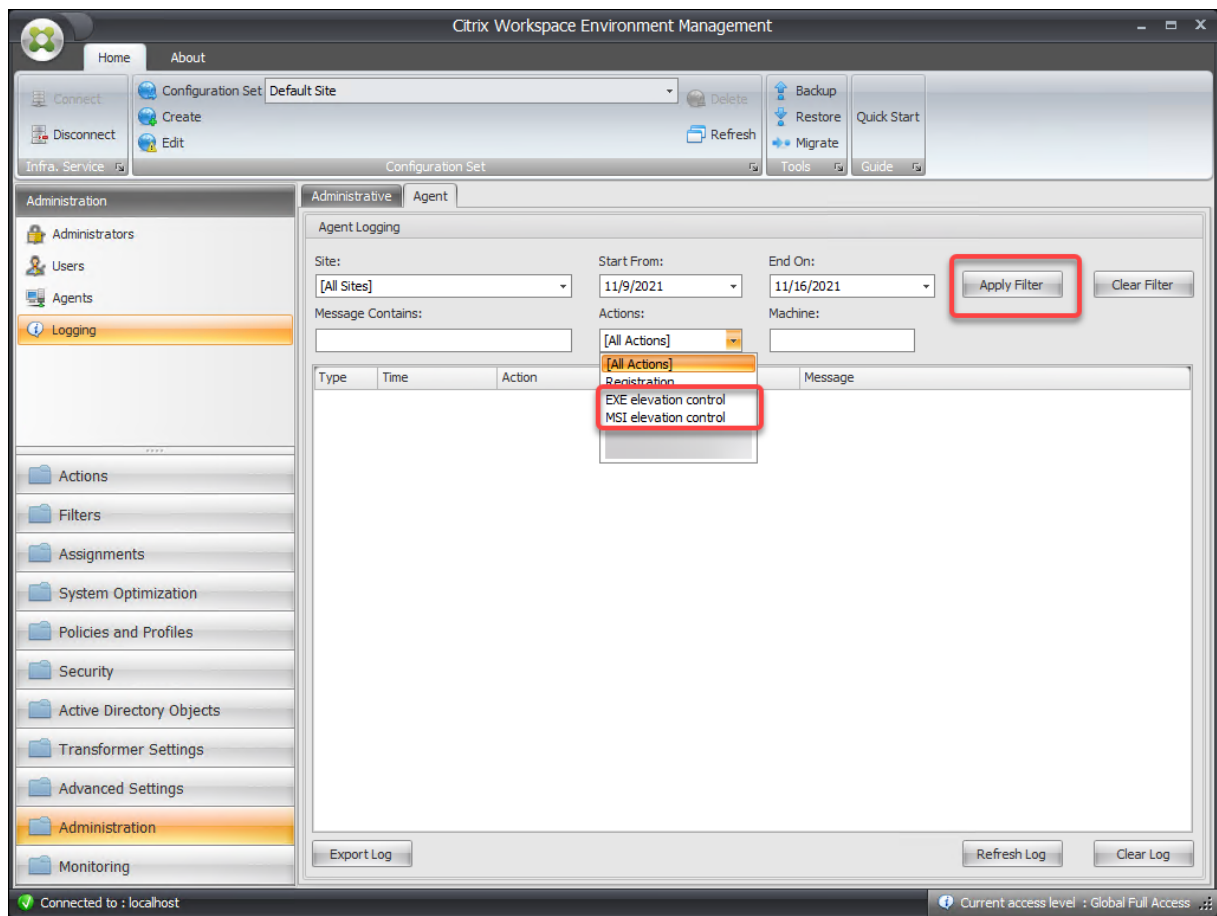 Citrix Workspace Environment Management
Home About
Connect
Disconnect
Infra. Service
Configuration Set Default Site
Create
Edit
Delete
Refresh
Configuration Set
Backup
Restore
Migrate
Tools
Quick Start
Guide
Administration
Administrators
Users
Agents
Logging
Actions
Filters
Assignments
System Optimization
Policies and Profiles
Security
Active Directory Objects
Transformer Settings
Advanced Settings
Administration
Monitoring
Administrative Agent
Agent Logging
Site: Start From: End On:
[All Sites] 11/9/2021 11/16/2021 Apply Filter Clear Filter
Message Contains: Actions: Machine:
[All Actions]
[All Actions]
Registration
EXE elevation control
MSI elevation control
Type Time Action Message
Export Log Refresh Log Clear Log
Connected to : localhost Current access level : Global Full Access